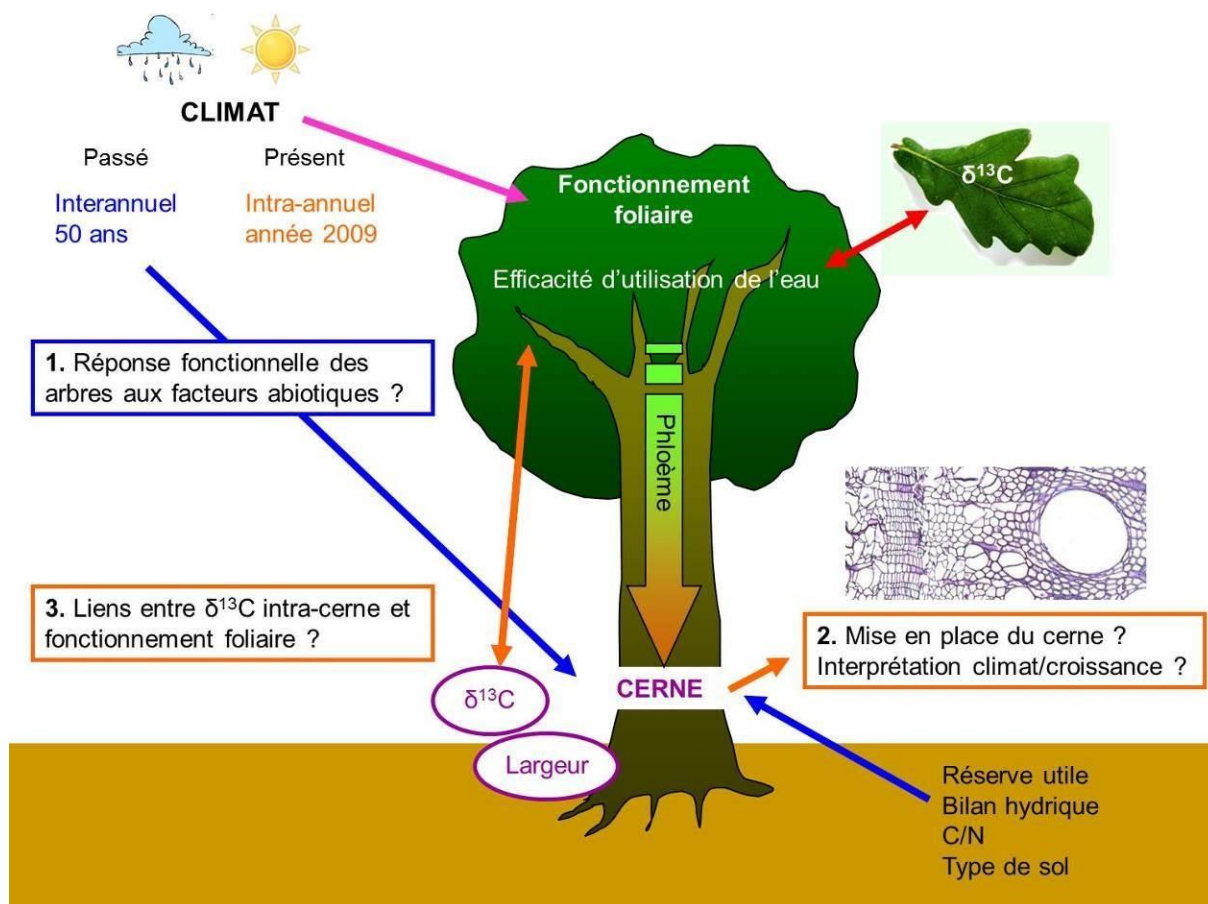 CLIMAT
Passé
Présent
Interannuel
50 ans
Intra-annuel
année 2009
Fonctionnement
foliaire
δ13C
Efficacité d'utilisation de l'eau
1. Réponse fonctionnelle des
arbres aux facteurs abiotiques ?
Phloème
3. Liens entre δ13C intra-cerne et
fonctionnement foliaire ?
2. Mise en place du cerne ?
Interprétation climat/croissance ?
CERNE
δ13C
Largeur
Réserve utile
Bilan hydrique
C/N
Type de sol